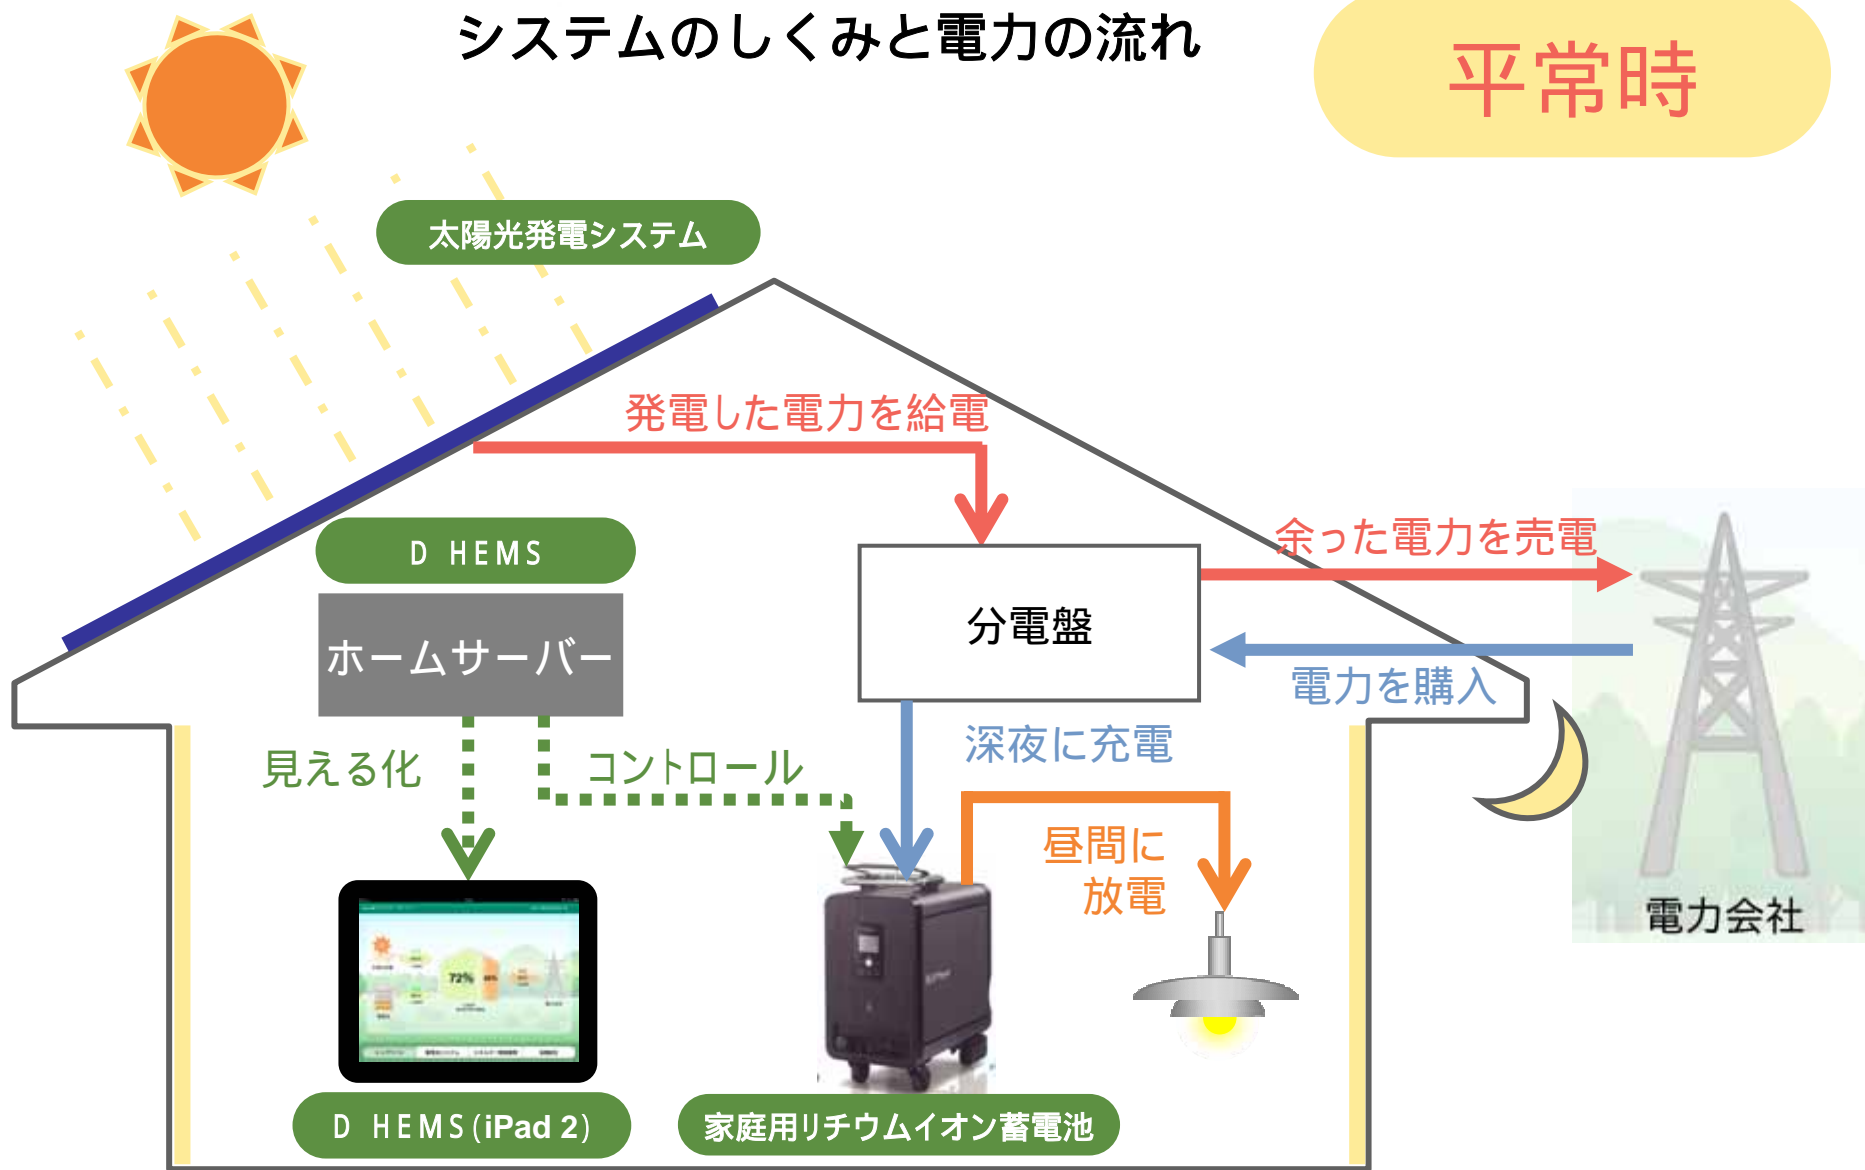 システムのしくみと電力の流れ
平常時
太陽光発電システム
発電した電力を給電
D HEMS
ホームサーバー
分電盤
余った電力を売電
電力を購入
深夜に充電
見える化
コントロール
昼間に
放電
電力会社
72%
D HEMS(iPad 2)
家庭用リチウムイオン蓄電池